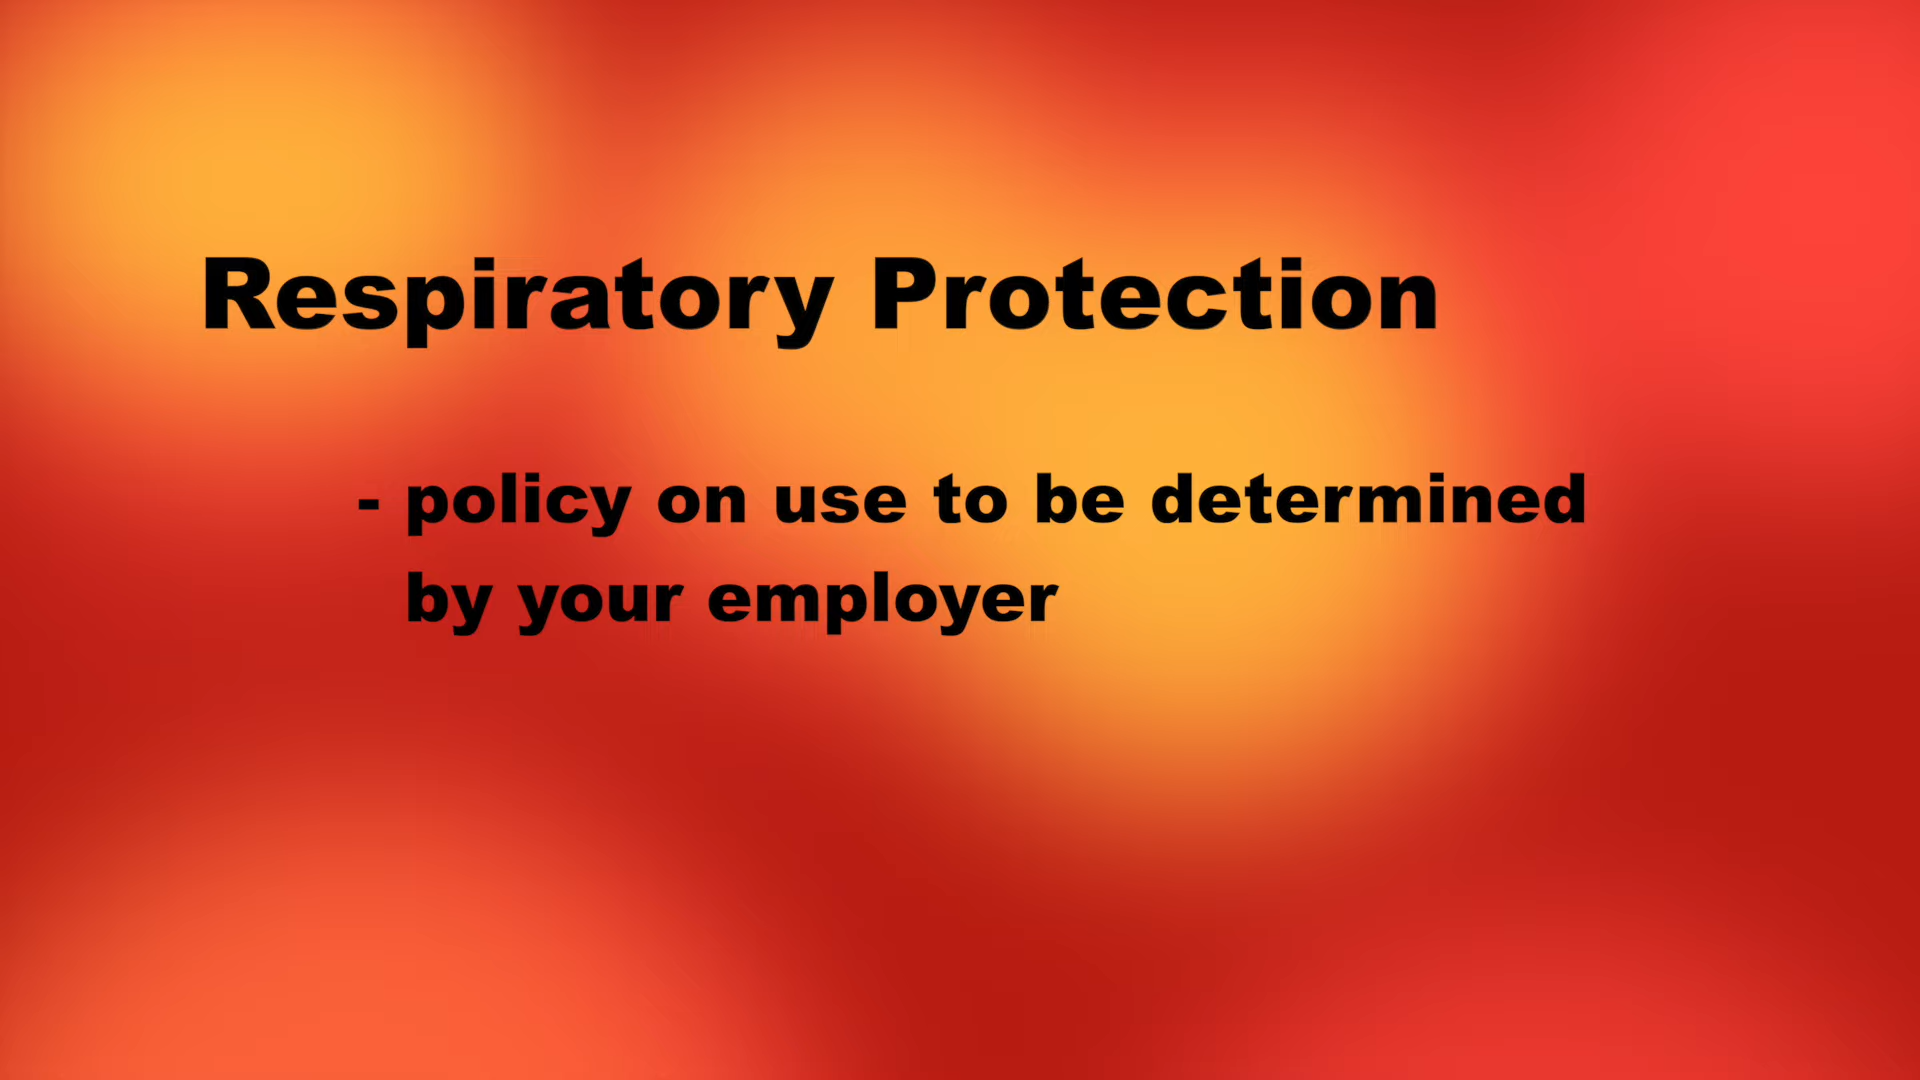 Respiratory Protection
- policy on use to be determined
by your employer